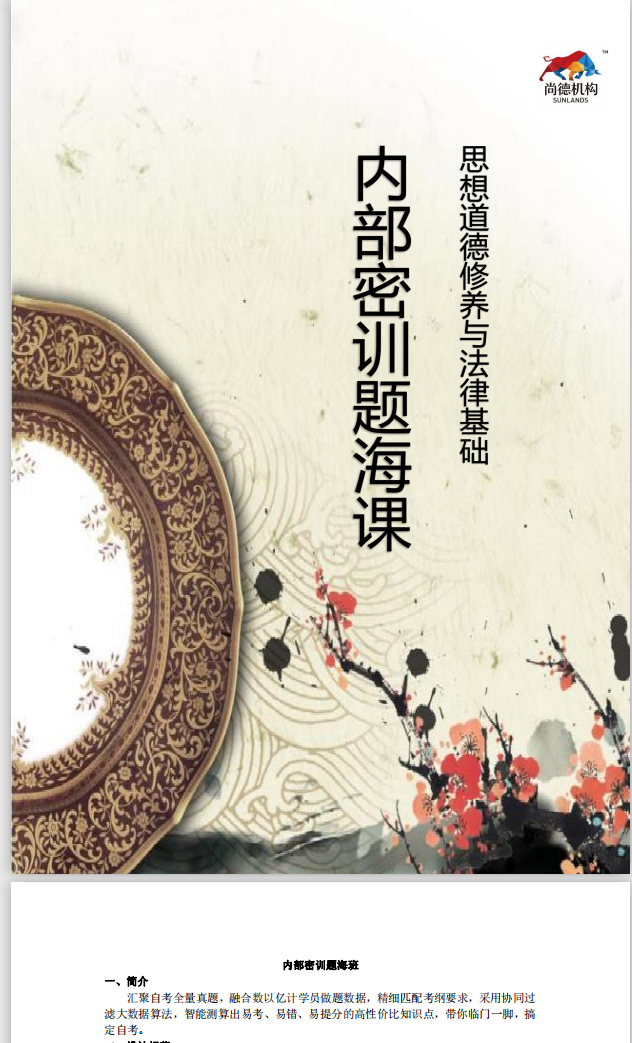 尚德机构
TM
SUNLANDS
思想道德修养与法律基础
内部密训题海课
内部密训题海班
一、简介
汇聚自考全量真题，融合数以亿计学员做题数据，精细匹配考纲要求，采用协同过
滤大数据算法，智能测算出易考、易错、易提分的高性价比知识点，带你临门一脚，搞
定自考。